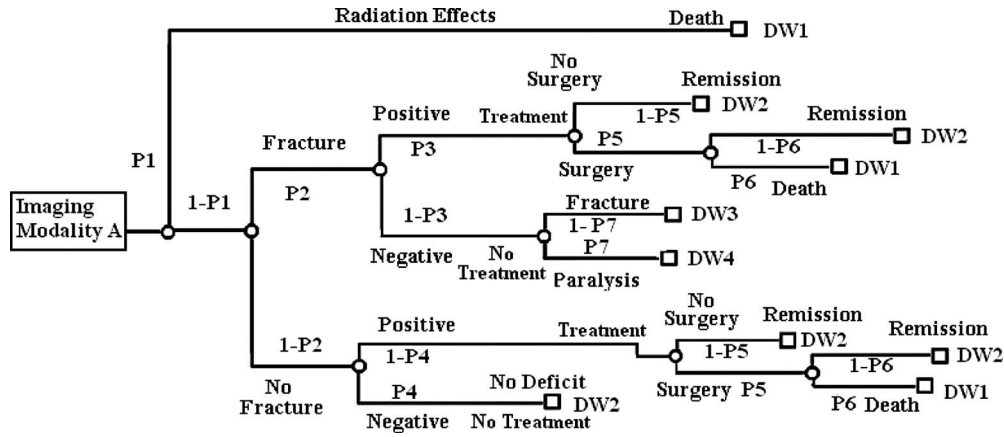 Radiation Effects
Death
DW1
No
Surgery
Remission
DW2
1-P5
Positive
Treatment
P3
P5
Surgery
Remission
DW2
1-P6
P6
Death
DW1
P1
Fracture
P2
Imaging
Modality A
1-P1
1-P3
Negative
No
Treatment
Fracture
1- P7
DW3
P7
DW4
Paralysis
1-P2
No
Fracture
Positive
1-P4
Treatment
No
Surgery
Remission
DW2
1-P5
Surgery P5
Remission
DW2
1-P6
P6 Death
DW1
P4
Negative
No Deficit
DW2
No Treatment